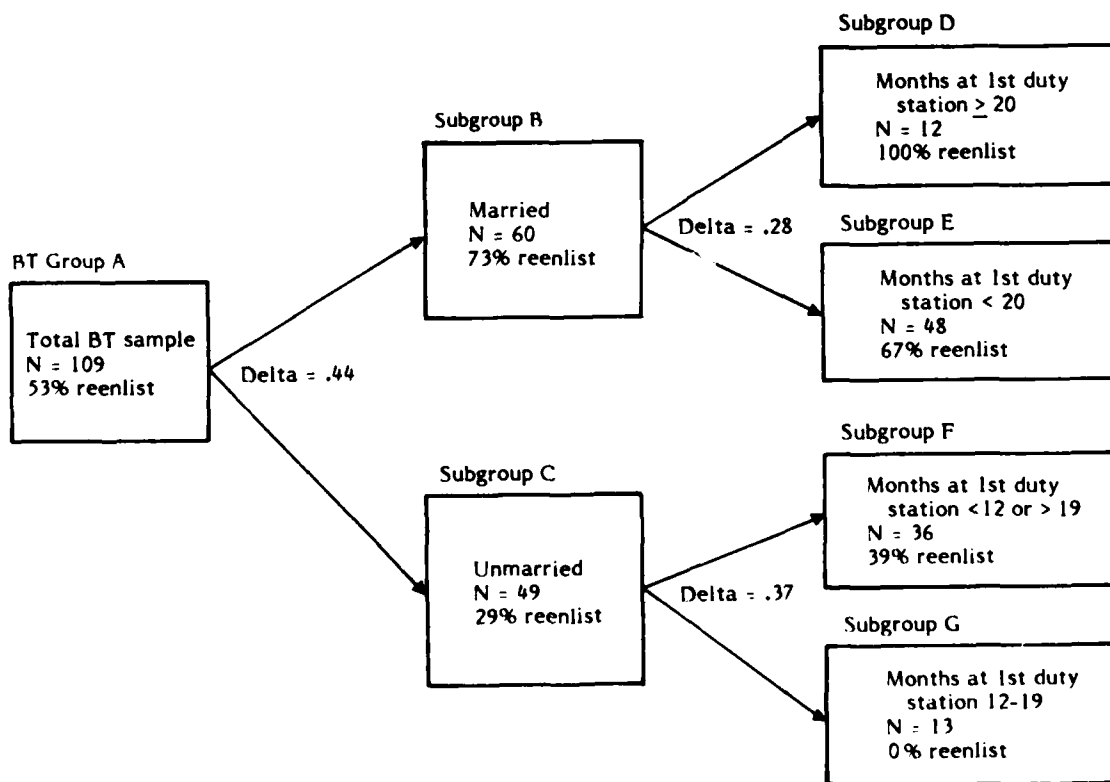 BT Group A
Total BT sample
N = 109
53% reenlist
Delta = .44
Subgroup B
Married
N = 60
73% reenlist
Subgroup C
Unmarried
N = 49
29% reenlist
Delta = .28
Delta = .37
Subgroup D
Months at 1st duty
station ≥ 20
N = 12
100% reenlist
Subgroup E
Months at 1st duty
station < 20
N = 48
67% reenlist
Subgroup F
Months at 1st duty
station <12 or > 19
N = 36
39% reenlist
Subgroup G
Months at 1st duty
station 12-19
N = 13
0% reenlist